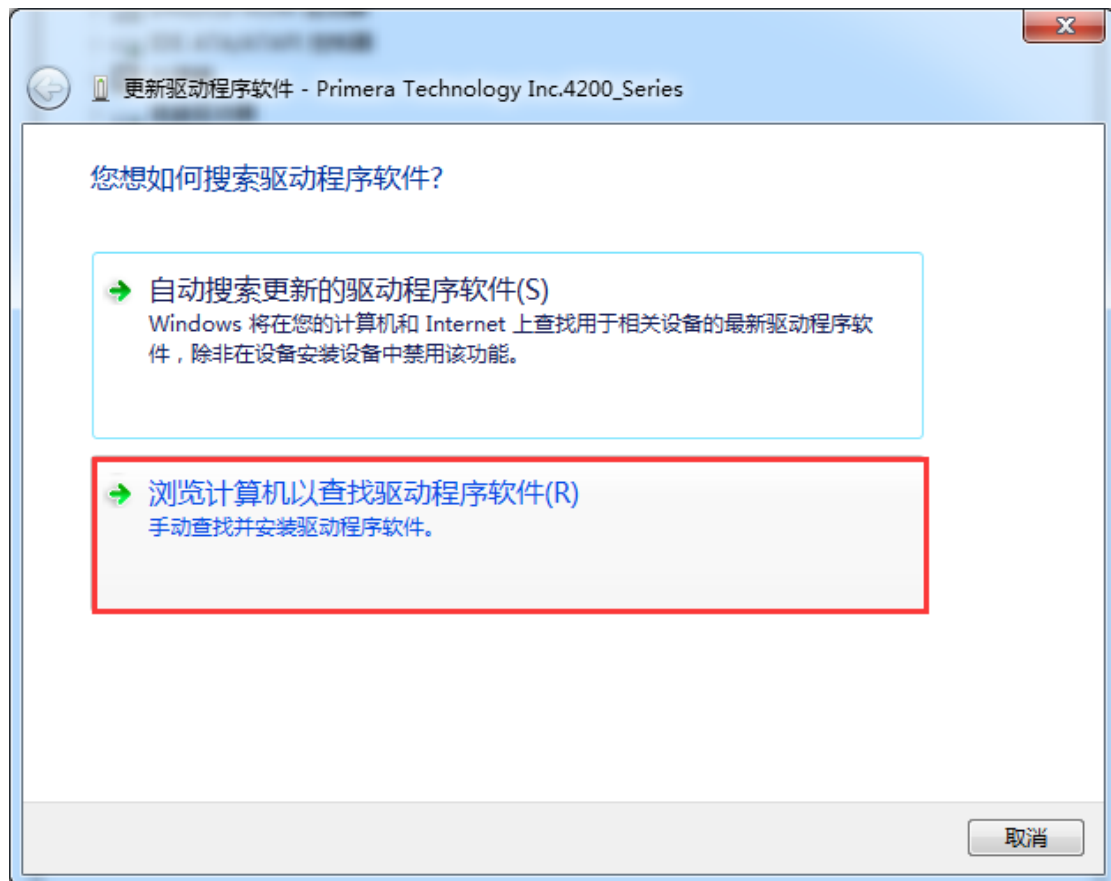 更新驱动程序软件 - Primera Technology Inc.4200_Series
您想如何搜索驱动程序软件?
自动搜索更新的驱动程序软件(S)
Windows 将在您的计算机和 Internet 上查找用于相关设备的最新驱动程序软
件，除非在设备安装设备中禁用该功能。
浏览计算机以查找驱动程序软件(R)
手动查找并安装驱动程序软件。
取消